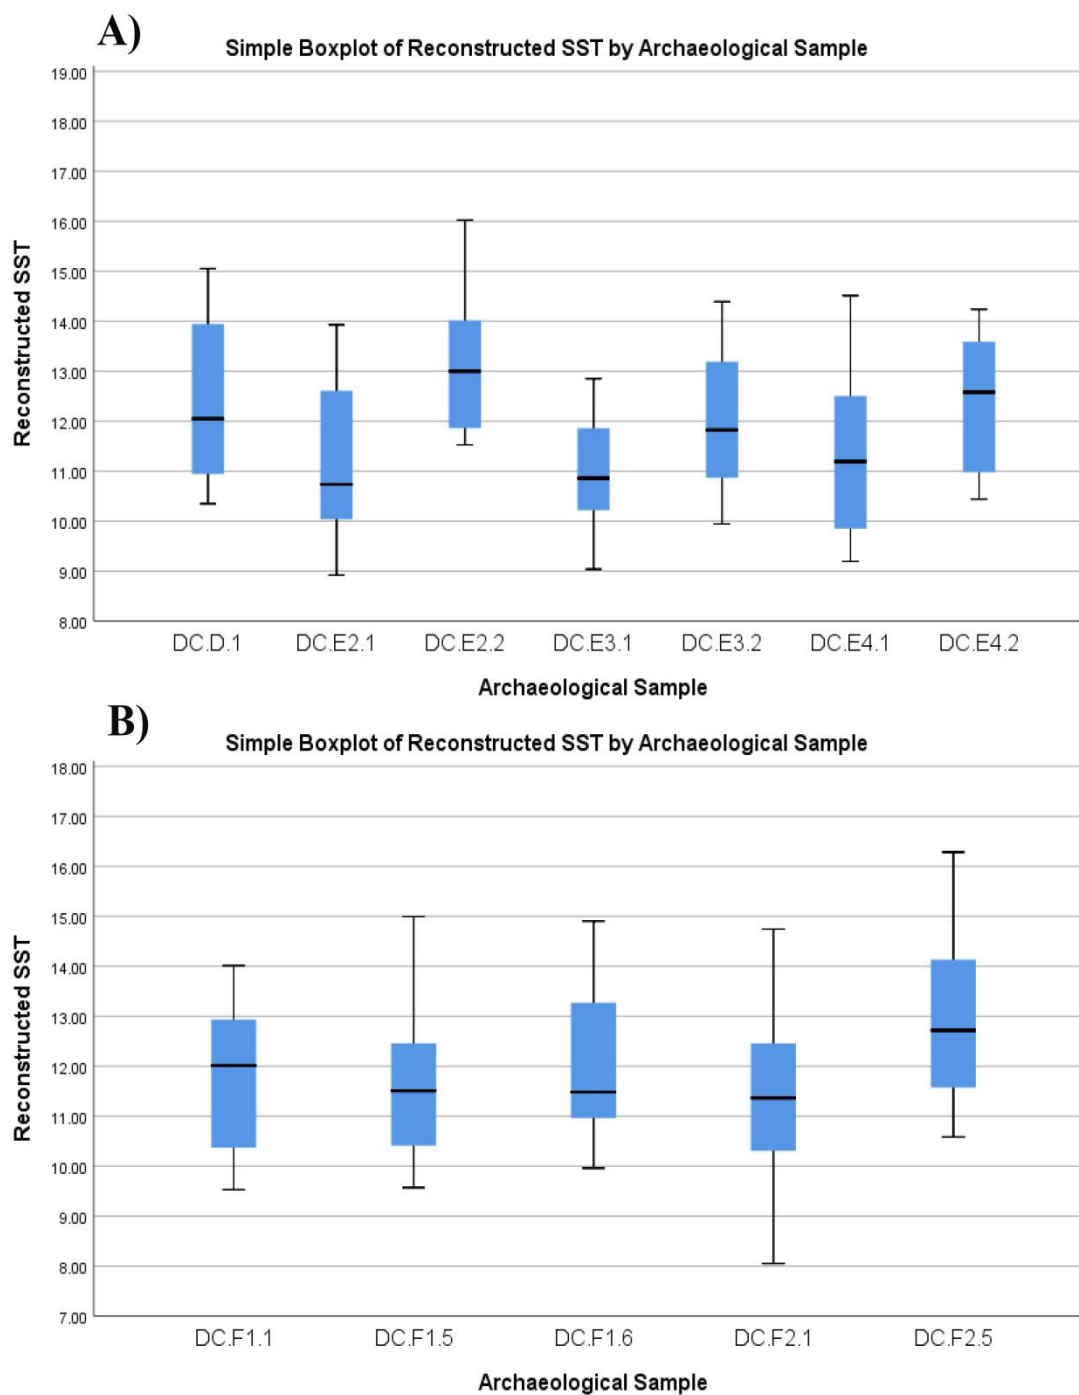 A)
Simple Boxplot of Reconstructed SST by Archaeological Sample
19.00
18.00
17.00
16.00
15.00
14.00
13.00
12.00
11.00
10.00
9.00
8.00
Reconstructed SST
DC.D.1 DC.E2.1 DC.E2.2 DC.E3.1 DC.E3.2 DC.E4.1 DC.E4.2
Archaeological Sample
B)
Simple Boxplot of Reconstructed SST by Archaeological Sample
18.00
17.00
16.00
15.00
14.00
13.00
12.00
11.00
10.00
9.00
8.00
7.00
Reconstructed SST
DC.F1.1 DC.F1.5 DC.F1.6 DC.F2.1 DC.F2.5
Archaeological Sample